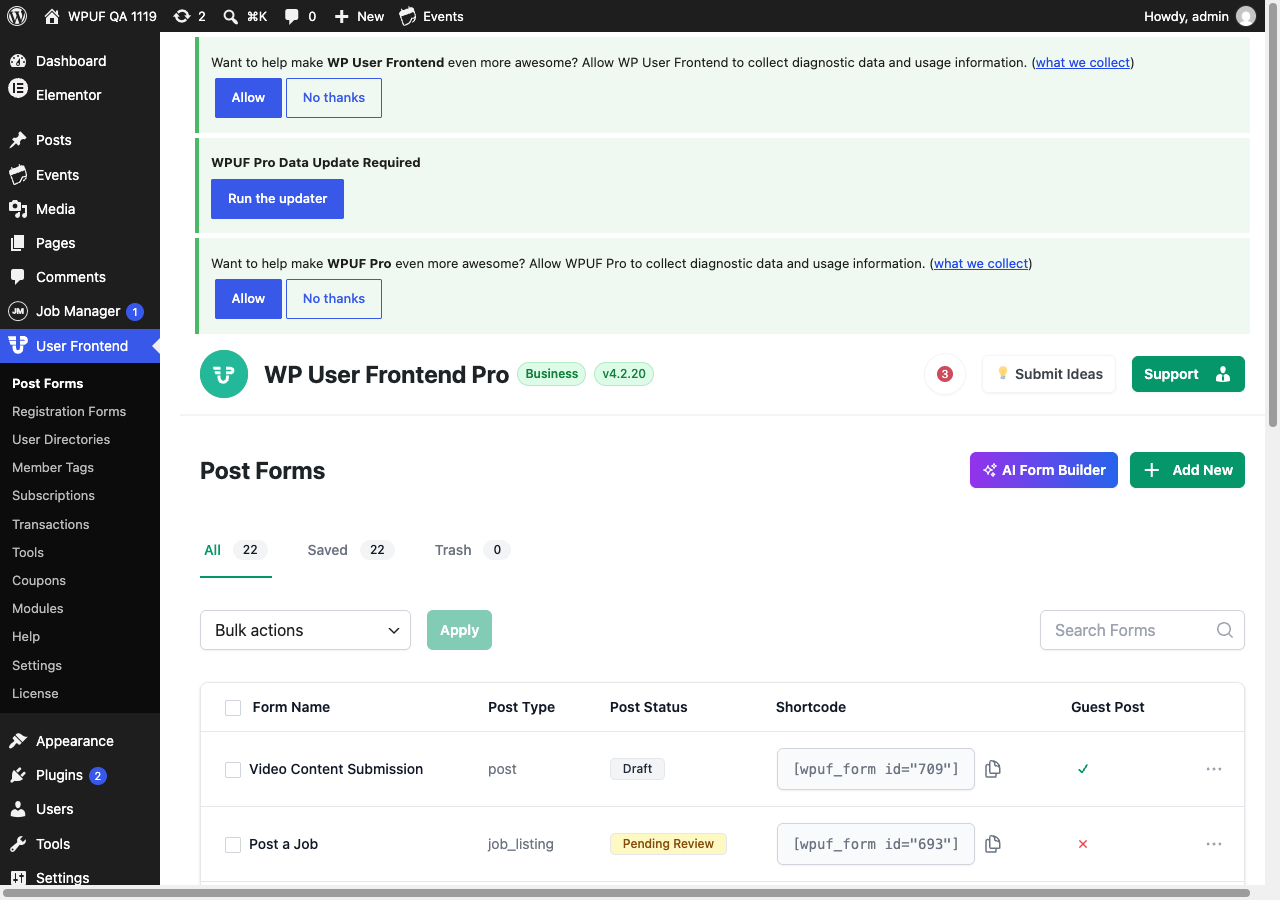 WPUF QA 1119 2 ⌘K 0 New Events Howdy, admin
Dashboard
Elementor
Posts
Events
Media
Pages
Comments
JM Job Manager 1
User Frontend
Post Forms
Registration Forms
User Directories
Member Tags
Subscriptions
Transactions
Tools
Coupons
Modules
Help
Settings
License
Appearance
Plugins 2
Users
Tools
Settings
Want to help make WP User Frontend even more awesome? Allow WP User Frontend to collect diagnostic data and usage information. (what we collect)
Allow No thanks
WPUF Pro Data Update Required
Run the updater
Want to help make WPUF Pro even more awesome? Allow WPUF Pro to collect diagnostic data and usage information. (what we collect)
Allow No thanks
WP User Frontend Pro Business v4.2.20 3 Submit Ideas Support
Post Forms AI Form Builder Add New
All 22 Saved 22 Trash 0
Bulk actions Apply Search Forms
Form Name Post Type Post Status Shortcode Guest Post
Video Content Submission post Draft [wpuf_form id="709"]
Post a Job job_listing Pending Review [wpuf_form id="693"]